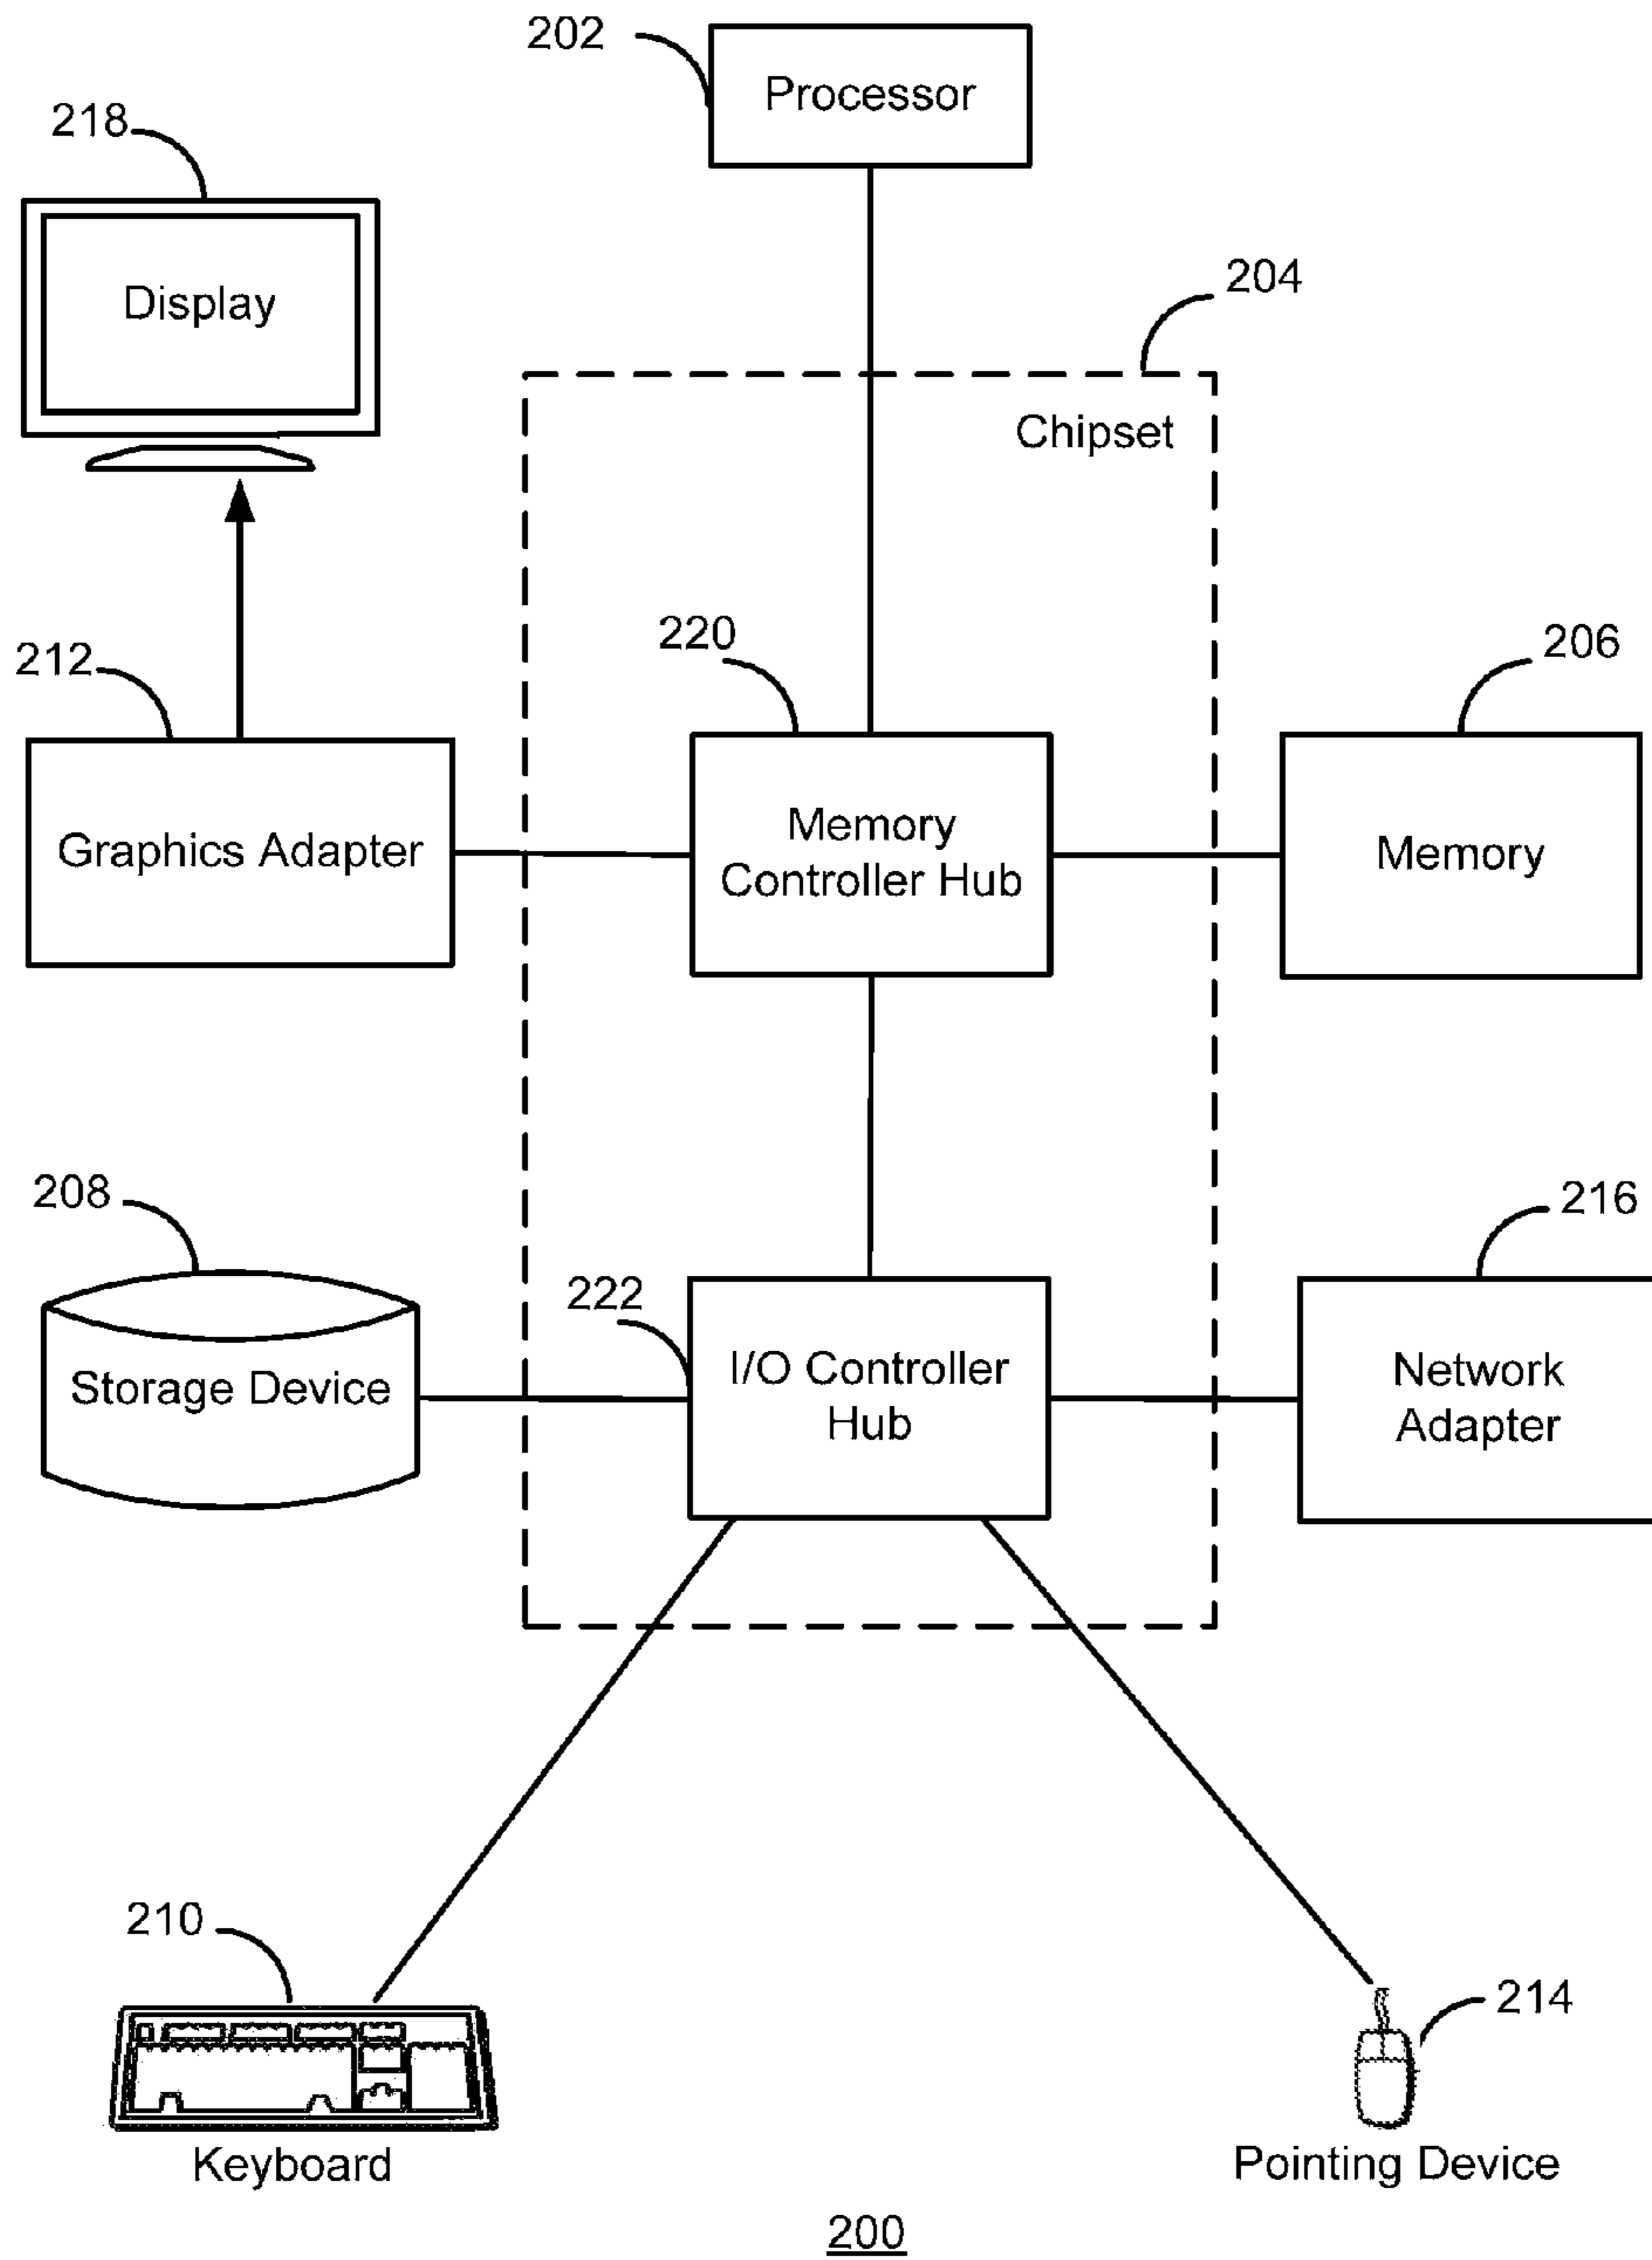 202
Processor
218
Display
204
Chipset
220
206
212
Memory
Controller Hub
Graphics Adapter
Memory
208
216
222
I/O Controller
Hub
Storage Device
Network
Adapter
210
214
Keyboard
Pointing Device
200